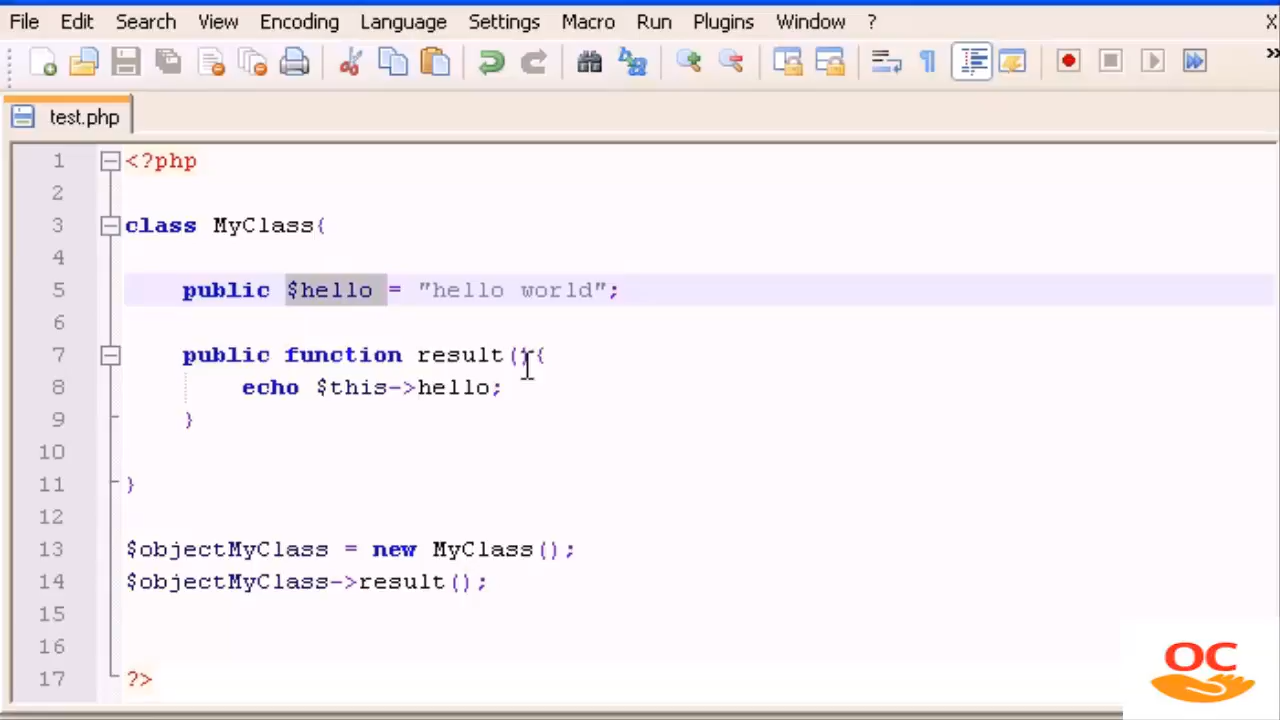 File Edit Search View Encoding Language Settings Macro Run Plugins Window ? X
»
test.php
1 <?php
2
3 class MyClass{
4
5 public $hello = "hello world";
6
7 public function result(){
8 echo $this->hello;
9 }
10
11 }
12
13 $objectMyClass = new MyClass();
14 $objectMyClass->result();
15
16
17 ?>
OC